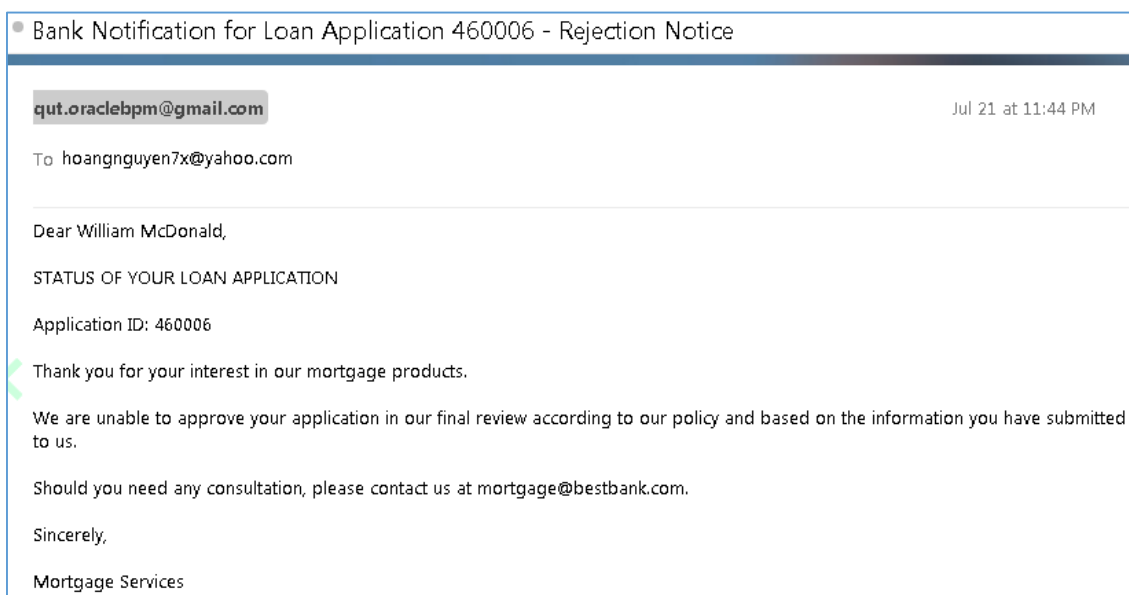 Bank Notification for Loan Application 460006 - Rejection Notice
qut.oraclebpm@gmail.com
Jul 21 at 11:44 PM
To hoangnguyen7x@yahoo.com
Dear William McDonald,
STATUS OF YOUR LOAN APPLICATION
Application ID: 460006
Thank you for your interest in our mortgage products.
We are unable to approve your application in our final review according to our policy and based on the information you have submitted
to us.
Should you need any consultation, please contact us at mortgage@bestbank.com.
Sincerely,
Mortgage Services